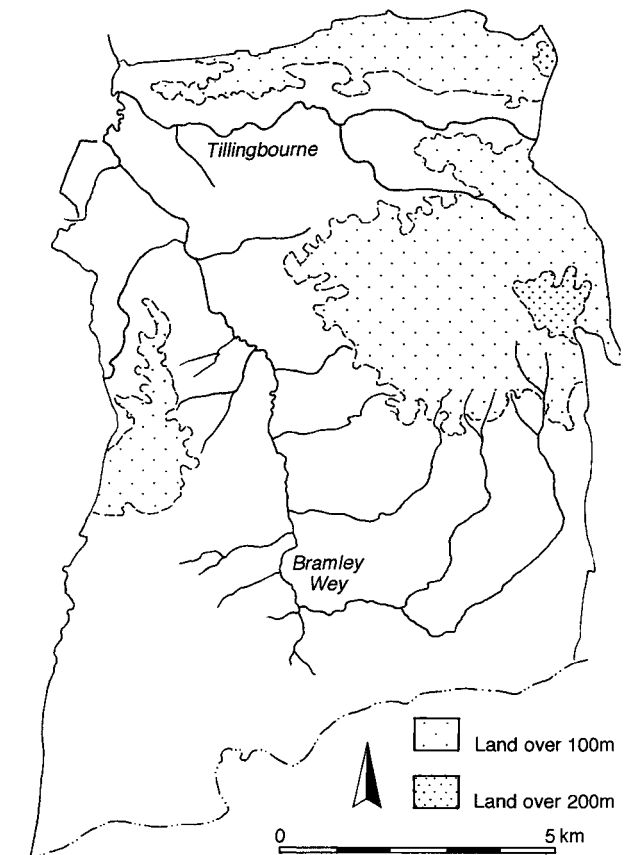 Tillingbourne
Bramley
Wey
Land over 100m
Land over 200m
0 5 km